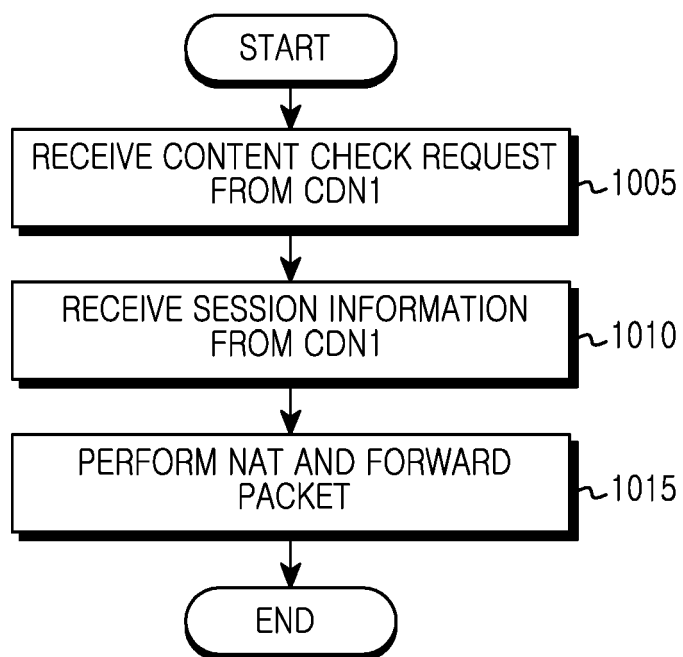 START
RECEIVE CONTENT CHECK REQUEST
FROM CDN1
1005
RECEIVE SESSION INFORMATION
FROM CDN1
1010
PERFORM NAT AND FORWARD
PACKET
1015
END